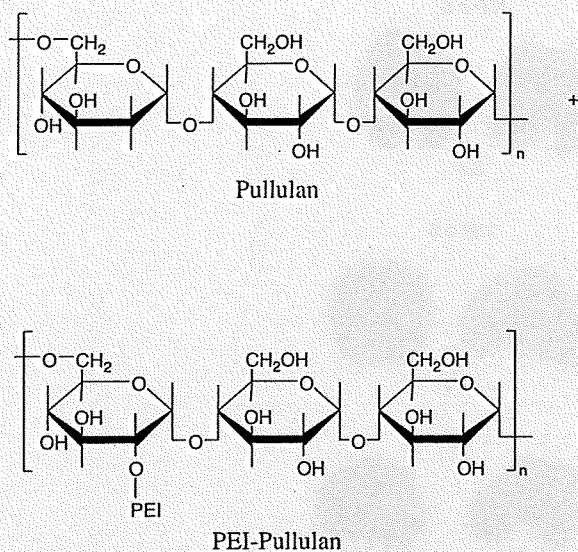 O CH2 CH2OH CH2OH
O O O
OH OH OH +
OH O O
OH OH n
Pullulan
O CH2 CH2OH CH2OH
O O O
OH OH OH
OH O O
O OH OH n
PEI
PEI-Pullulan